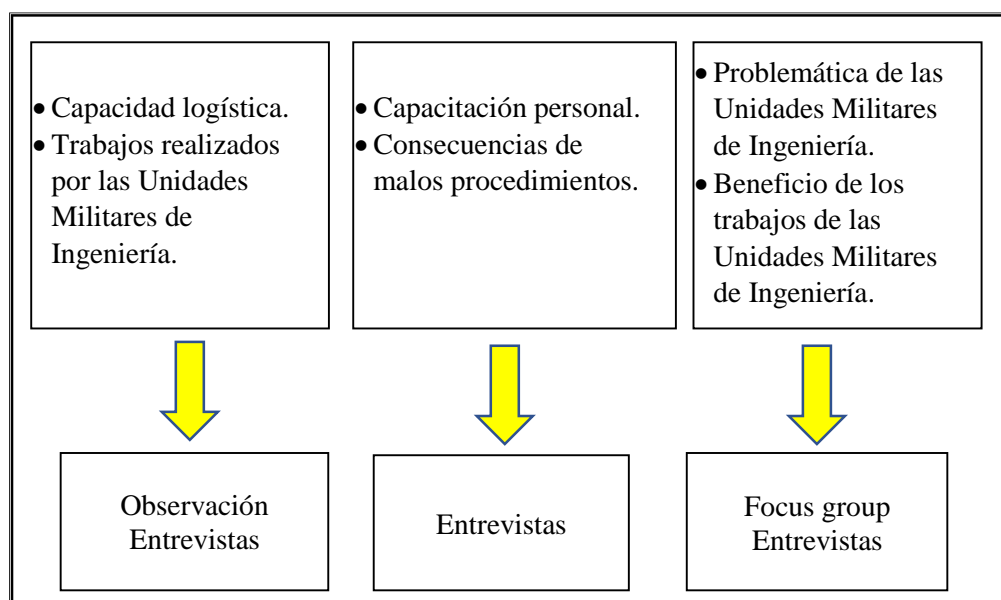 • Capacidad logística.
• Trabajos realizados
por las Unidades
Militares de
Ingeniería.
• Capacitación personal.
• Consecuencias de
malos procedimientos.
• Problemática de las
Unidades Militares
de Ingeniería.
• Beneficio de los
trabajos de las
Unidades Militares
de Ingeniería.
Observación
Entrevistas
Entrevistas
Focus group
Entrevistas